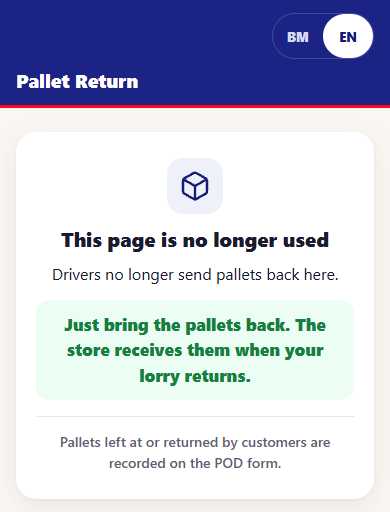 BM EN
Pallet Return
This page is no longer used
Drivers no longer send pallets back here.
Just bring the pallets back. The
store receives them when your
lorry returns.
Pallets left at or returned by customers are
recorded on the POD form.